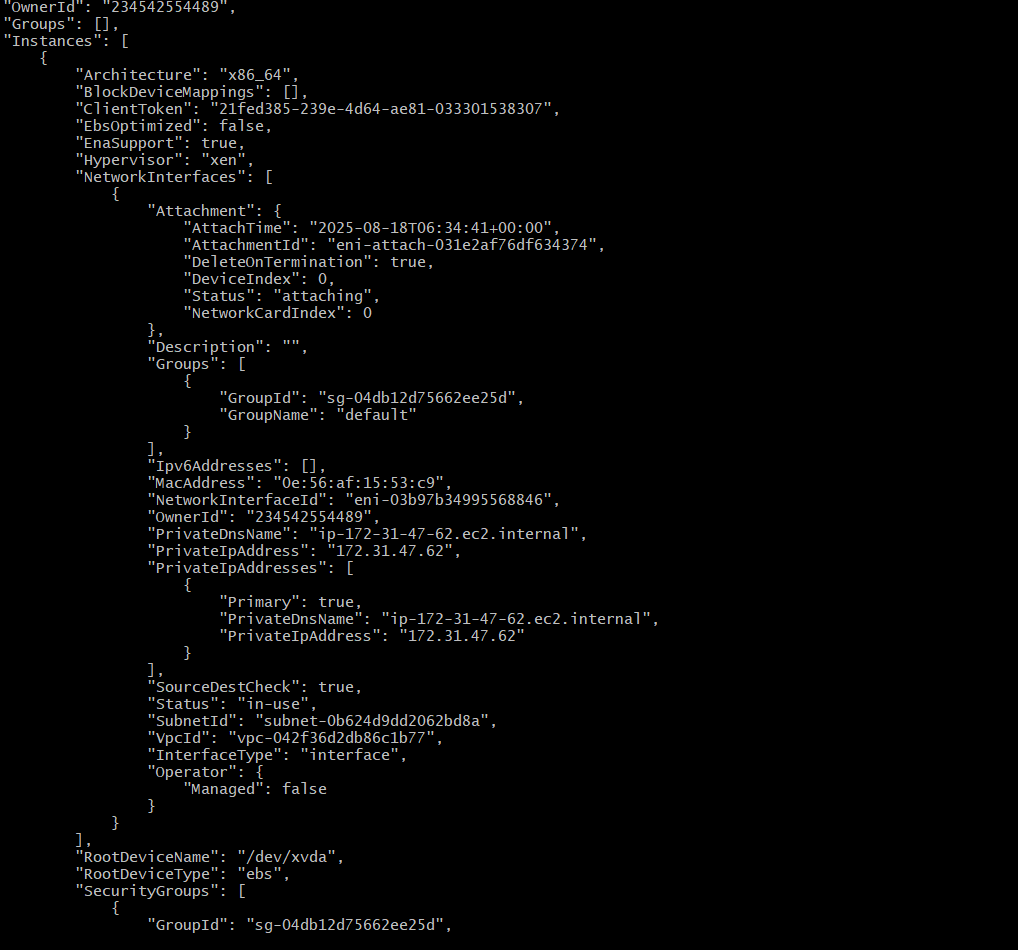 "OwnerId": "234542554489",
"Groups": [],
"Instances": [
    {
        "Architecture": "x86_64",
        "BlockDeviceMappings": [],
        "ClientToken": "21fed385-239e-4d64-ae81-033301538307",
        "EbsOptimized": false,
        "EnaSupport": true,
        "Hypervisor": "xen",
        "NetworkInterfaces": [
            {
                "Attachment": {
                    "AttachTime": "2025-08-18T06:34:41+00:00",
                    "AttachmentId": "eni-attach-031e2af76df634374",
                    "DeleteOnTermination": true,
                    "DeviceIndex": 0,
                    "Status": "attaching",
                    "NetworkCardIndex": 0
                },
                "Description": "",
                "Groups": [
                    {
                        "GroupId": "sg-04db12d75662ee25d",
                        "GroupName": "default"
                    }
                ],
                "Ipv6Addresses": [],
                "MacAddress": "0e:56:af:15:53:c9",
                "NetworkInterfaceId": "eni-03b97b34995568846",
                "OwnerId": "234542554489",
                "PrivateDnsName": "ip-172-31-47-62.ec2.internal",
                "PrivateIpAddress": "172.31.47.62",
                "PrivateIpAddresses": [
                    {
                        "Primary": true,
                        "PrivateDnsName": "ip-172-31-47-62.ec2.internal",
                        "PrivateIpAddress": "172.31.47.62"
                    }
                ],
                "SourceDestCheck": true,
                "Status": "in-use",
                "SubnetId": "subnet-0b624d9dd2062bd8a",
                "VpcId": "vpc-042f36d2db86c1b77",
                "InterfaceType": "interface",
                "Operator": {
                    "Managed": false
                }
            }
        ],
        "RootDeviceName": "/dev/xvda",
        "RootDeviceType": "ebs",
        "SecurityGroups": [
            {
                "GroupId": "sg-04db12d75662ee25d",